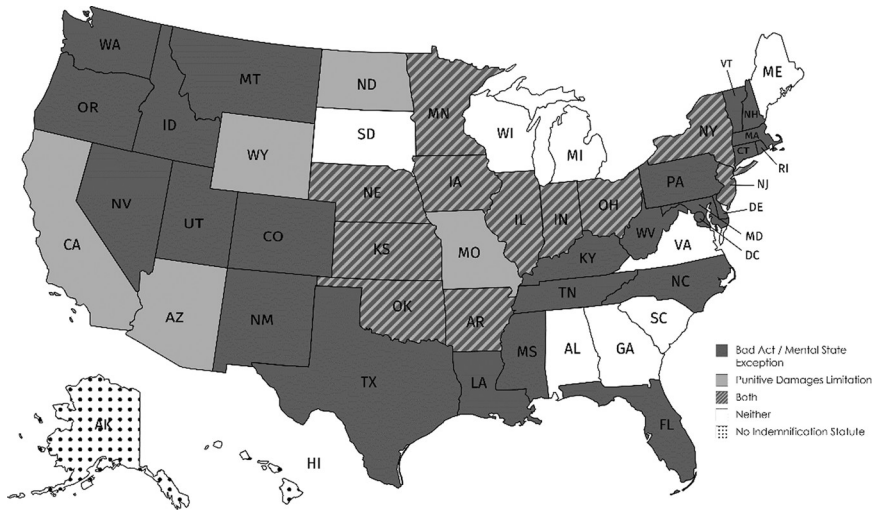 WA
OR
ID
MT
ND
SD
WY
NV
UT
CO
CA
AZ
NM
TX
NE
KS
OK
MN
IA
MO
AR
LA
WI
MI
IL
IN
OH
KY
TN
MS
AL
GA
FL
SC
NC
VA
WV
PA
NY
VT
NH
ME
MA
CT
RI
NJ
DE
MD
DC
AK
HI
Bad Act / Mental State
Exception
Punitive Damages Limitation
Both
Neither
No Indemnification Statute